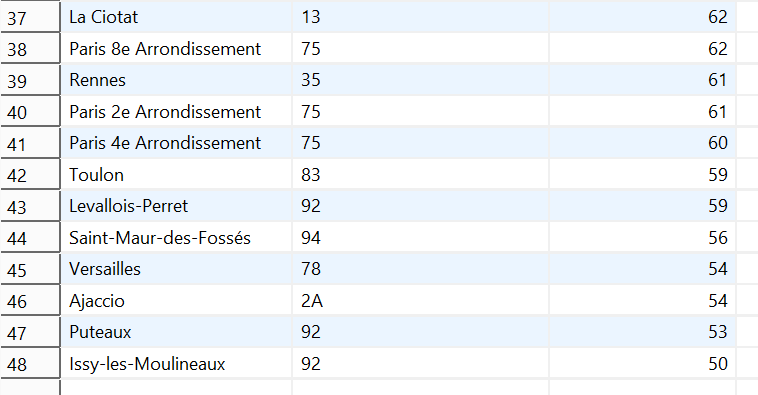 37 La Ciotat 13 62
38 Paris 8e Arrondissement 75 62
39 Rennes 35 61
40 Paris 2e Arrondissement 75 61
41 Paris 4e Arrondissement 75 60
42 Toulon 83 59
43 Levallois-Perret 92 59
44 Saint-Maur-des-Fossés 94 56
45 Versailles 78 54
46 Ajaccio 2A 54
47 Puteaux 92 53
48 Issy-les-Moulineaux 92 50